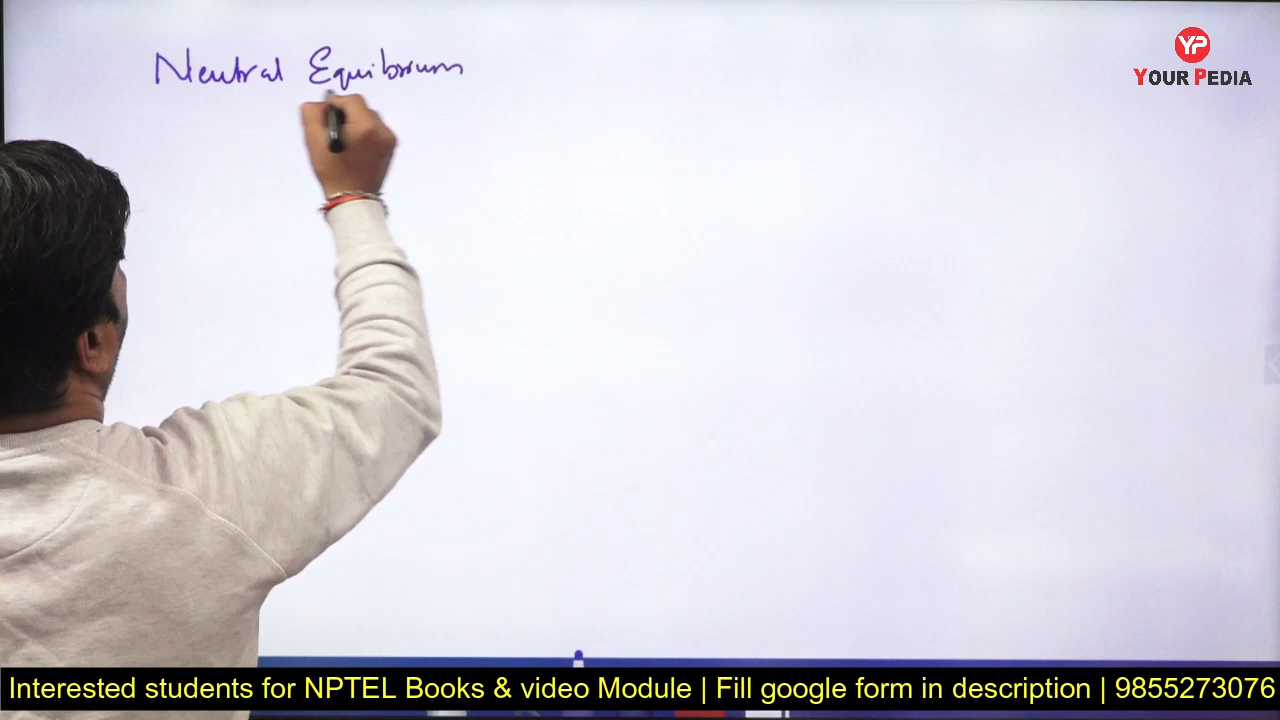 Neutral Equibrium
YP
YOUR PEDIA
Interested students for NPTEL Books & video Module | Fill google form in description | 9855273076